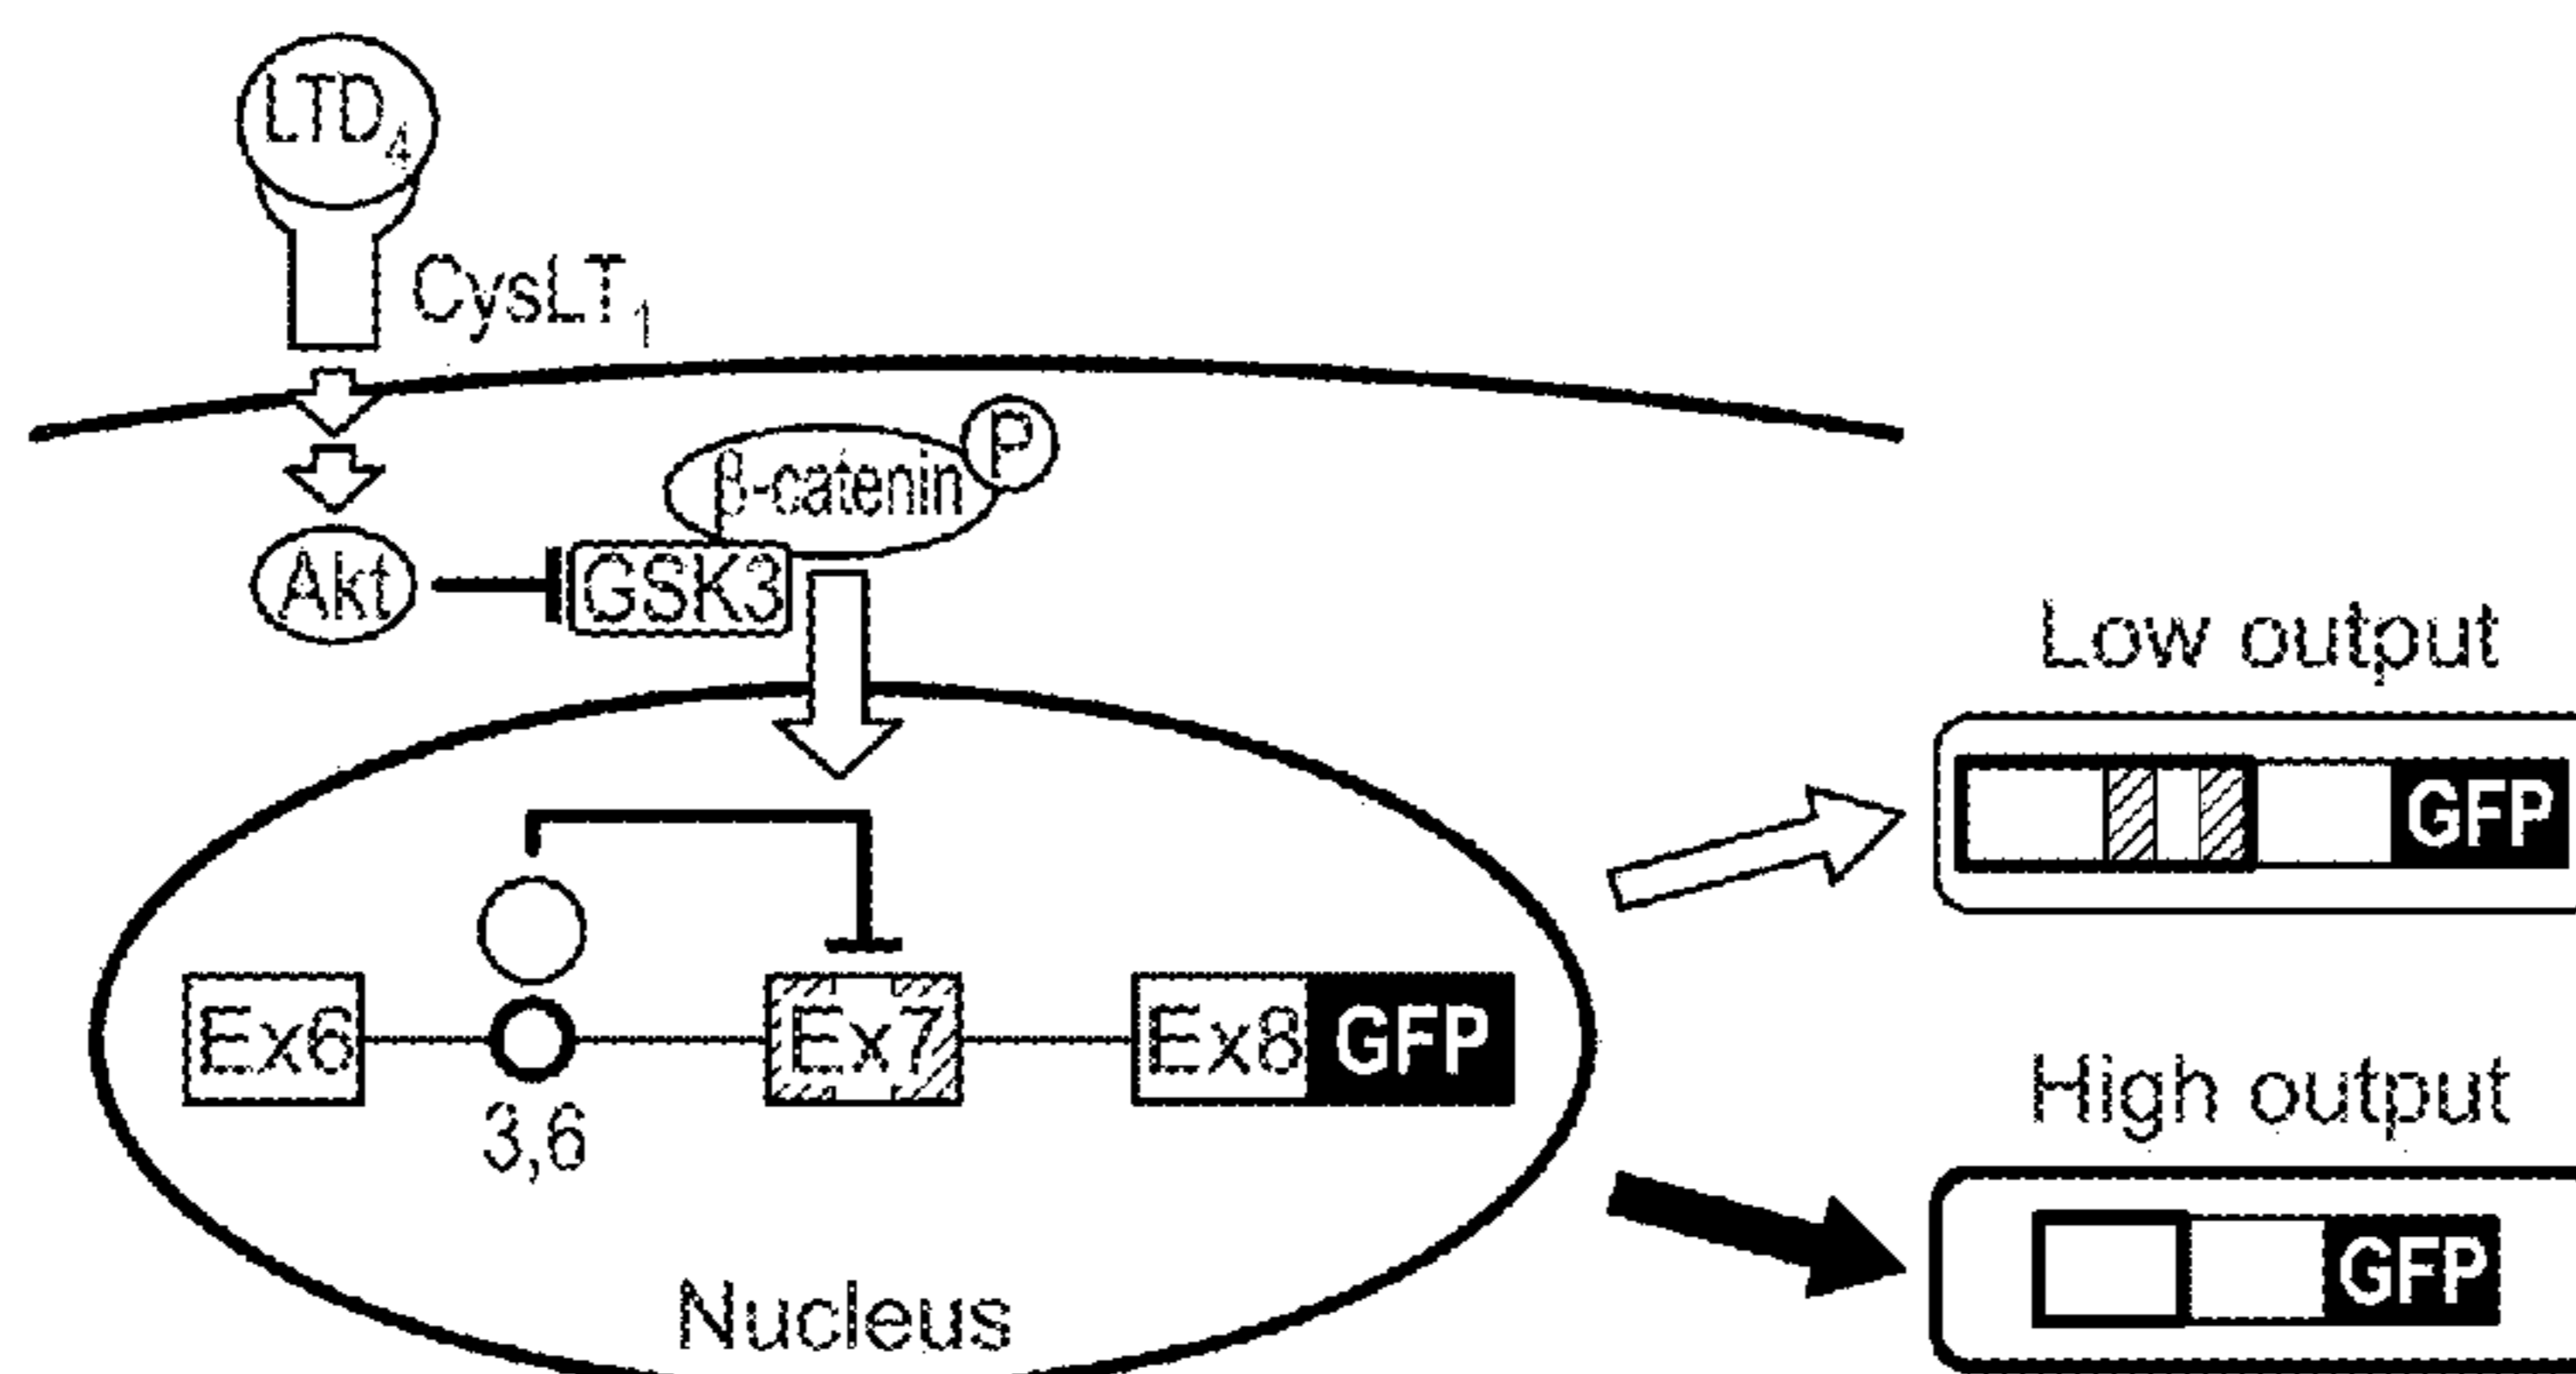 LTD4
CysLT1
β-catenin
P
Akt
GSK3
Low output
GFP
Ex6
Ex7
Ex8
GFP
3,6
High output
GFP
Nucleus